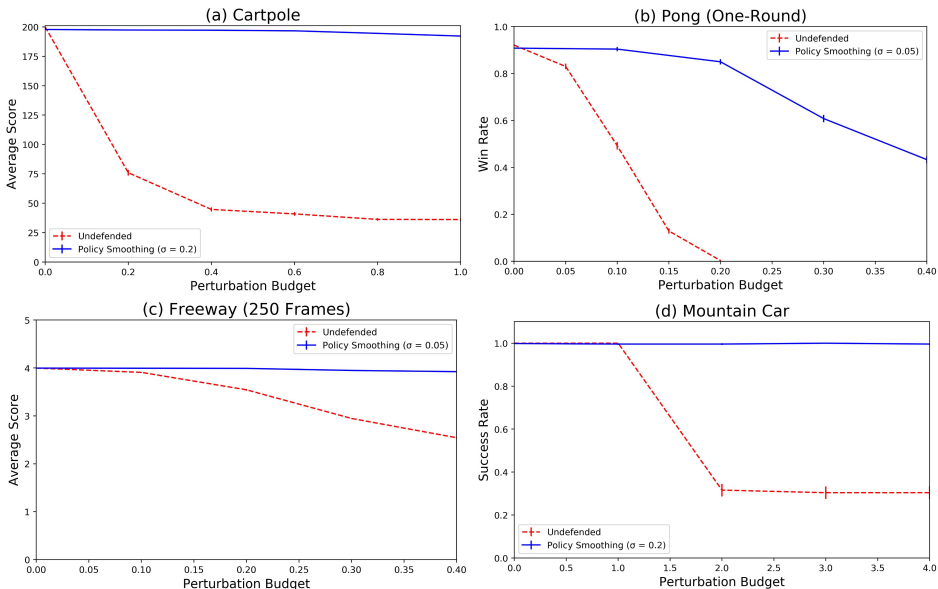 (a) Cartpole
Average Score
200
175
150
125
100
75
50
25
0
Undefended
Policy Smoothing (σ = 0.2)
0.0 0.2 0.4 0.6 0.8 1.0
Perturbation Budget
(b) Pong (One-Round)
Win Rate
1.0
0.8
0.6
0.4
0.2
0.0
Undefended
Policy Smoothing (σ = 0.05)
0.00 0.05 0.10 0.15 0.20 0.25 0.30 0.35 0.40
Perturbation Budget
(c) Freeway (250 Frames)
Average Score
5
4
3
2
1
0
Undefended
Policy Smoothing (σ = 0.05)
0.00 0.05 0.10 0.15 0.20 0.25 0.30 0.35 0.40
Perturbation Budget
(d) Mountain Car
Success Rate
1.0
0.8
0.6
0.4
0.2
0.0
Undefended
Policy Smoothing (σ = 0.2)
0.0 0.5 1.0 1.5 2.0 2.5 3.0 3.5 4.0
Perturbation Budget